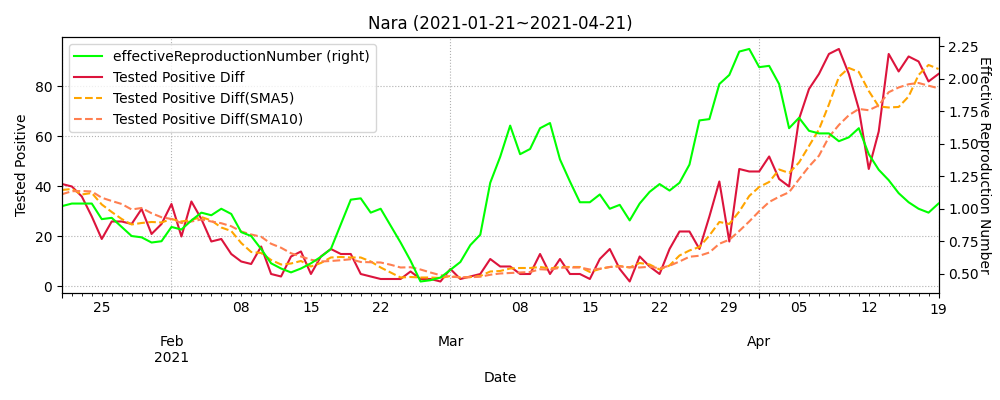 Nara (2021-01-21~2021-04-21)
effectiveReproductionNumber (right)
Tested Positive Diff
Tested Positive Diff(SMA5)
Tested Positive Diff(SMA10)
Tested Positive
80
60
40
20
0
2.25
2.00
1.75
1.50
1.25
1.00
0.75
0.50
Effective Reproduction Number
25 08 15 22 08 15 22 29 05 12 19
Feb Mar Apr
2021
Date